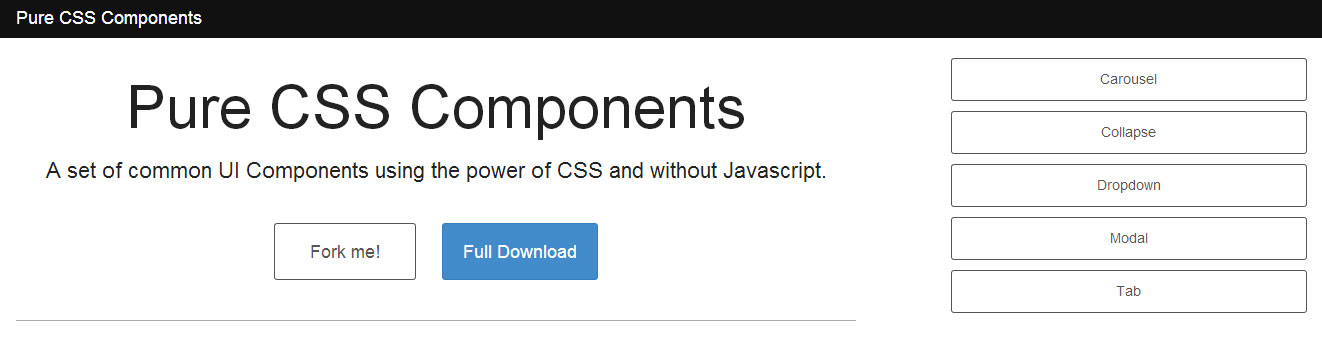 Pure CSS Components
Pure CSS Components
A set of common UI Components using the power of CSS and without Javascript.
Fork me!
Full Download
Carousel
Collapse
Dropdown
Modal
Tab